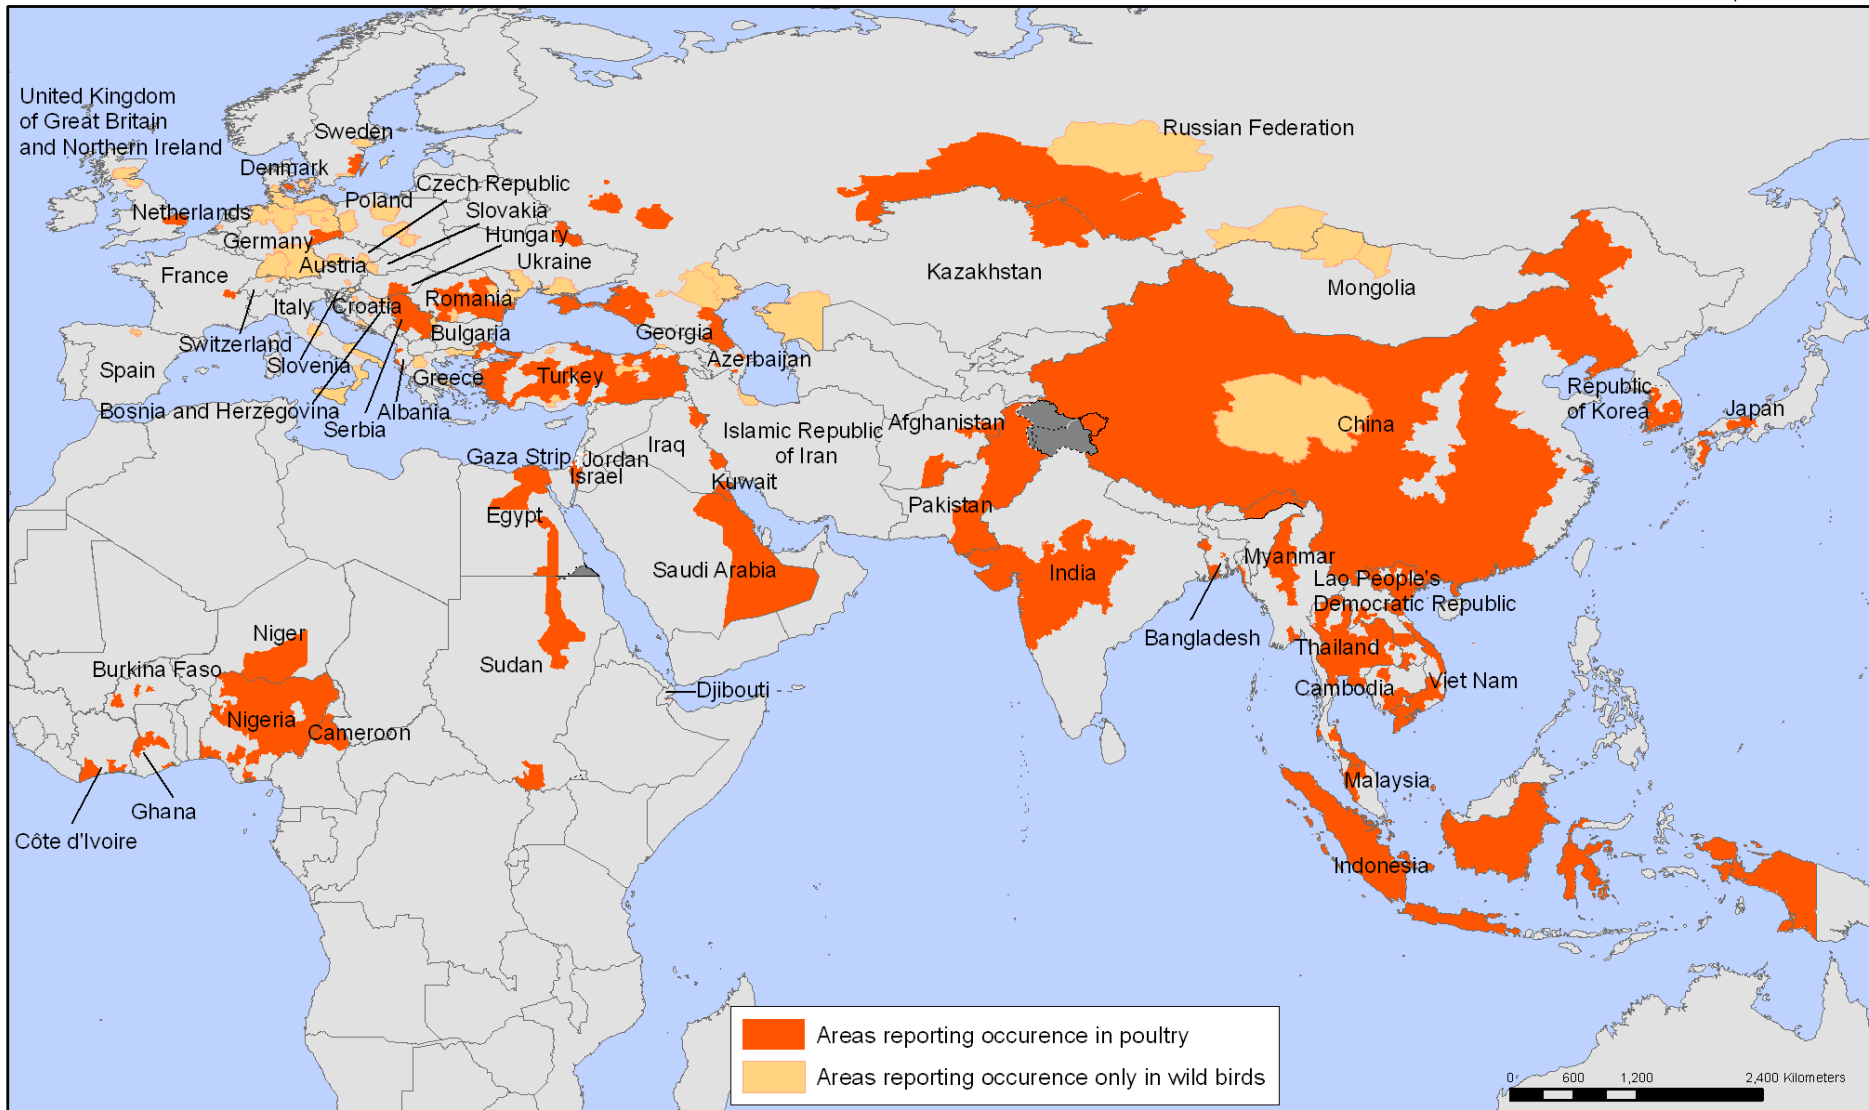 United Kingdom
of Great Britain
and Northern Ireland
Sweden
Denmark
Russian Federation
Czech Republic
Poland
Slovakia
Netherlands
Hungary
Germany
Ukraine
Austria
France
Kazakhstan
Mongolia
Italy
Croatia
Romania
Bulgaria
Georgia
Switzerland
Azerbaijan
Slovenia
Spain
Greece
Turkey
Bosnia and Herzegovina
Albania
Serbia
Republic
of Korea
Japan
China
Afghanistan
Islamic Republic
of Iran
Iraq
Gaza Strip
Jordan
Israel
Kuwait
Pakistan
Egypt
Myanmar
Saudi Arabia
India
Lao People's
Democratic Republic
Bangladesh
Thailand
Niger
Sudan
Burkina Faso
Djibouti
Cambodia
Viet Nam
Nigeria
Cameroon
Malaysia
Ghana
Côte d'Ivoire
Indonesia
Areas reporting occurence in poultry
Areas reporting occurence only in wild birds
0 600 1,200 2,400 Kilometers